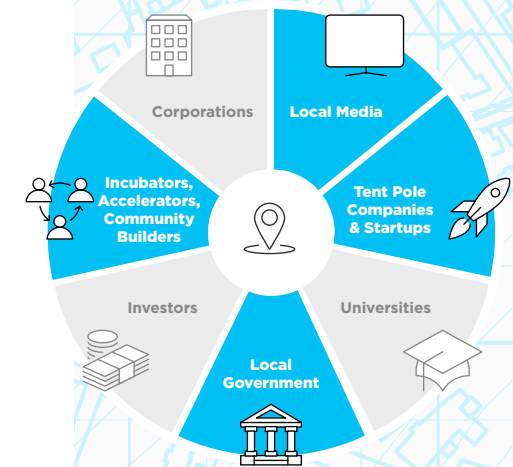 Corporations
Local Media
Incubators,
Accelerators,
Community
Builders
Tent Pole
Companies
& Startups
Investors
Universities
Local
Government